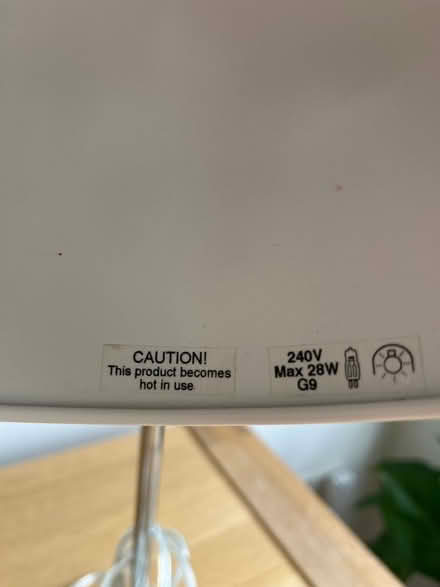 CAUTION!
This product becomes
hot in use
240V
Max 28W
G9